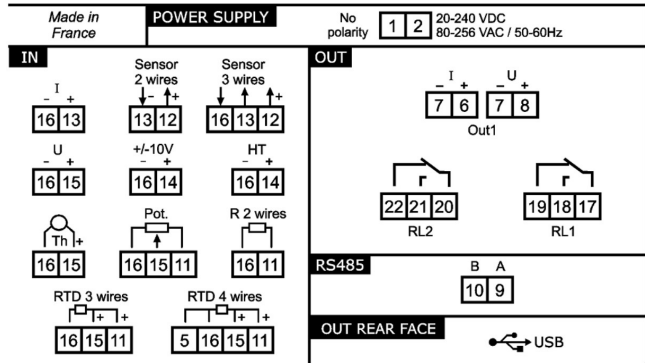 Made in
France
POWER SUPPLY
No
polarity
1 2
20-240 VDC
80-256 VAC / 50-60Hz
IN
I
- +
16 13
Sensor
2 wires
- +
13 12
Sensor
3 wires
+
16 13 12
U
- +
16 15
+/-10V
- +
16 14
HT
- +
16 14
Th +
16 15
Pot.
16 15 11
R 2 wires
16 11
RTD 3 wires
+ +
16 15 11
RTD 4 wires
+ +
5 16 15 11
OUT
I
- +
7 6
U
- +
7 8
Out1
22 21 20
RL2
19 18 17
RL1
RS485
B A
10 9
OUT REAR FACE
USB